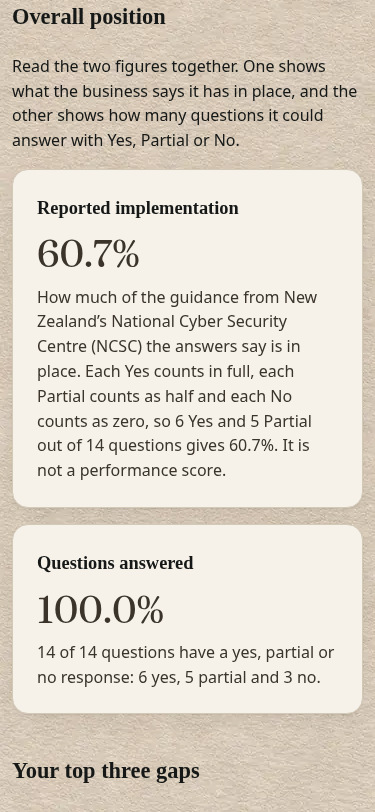 Overall position
Read the two figures together. One shows
what the business says it has in place, and the
other shows how many questions it could
answer with Yes, Partial or No.
Reported implementation
60.7%
How much of the guidance from New
Zealand’s National Cyber Security
Centre (NCSC) the answers say is in
place. Each Yes counts in full, each
Partial counts as half and each No
counts as zero, so 6 Yes and 5 Partial
out of 14 questions gives 60.7%. It is
not a performance score.
Questions answered
100.0%
14 of 14 questions have a yes, partial or
no response: 6 yes, 5 partial and 3 no.
Your top three gaps